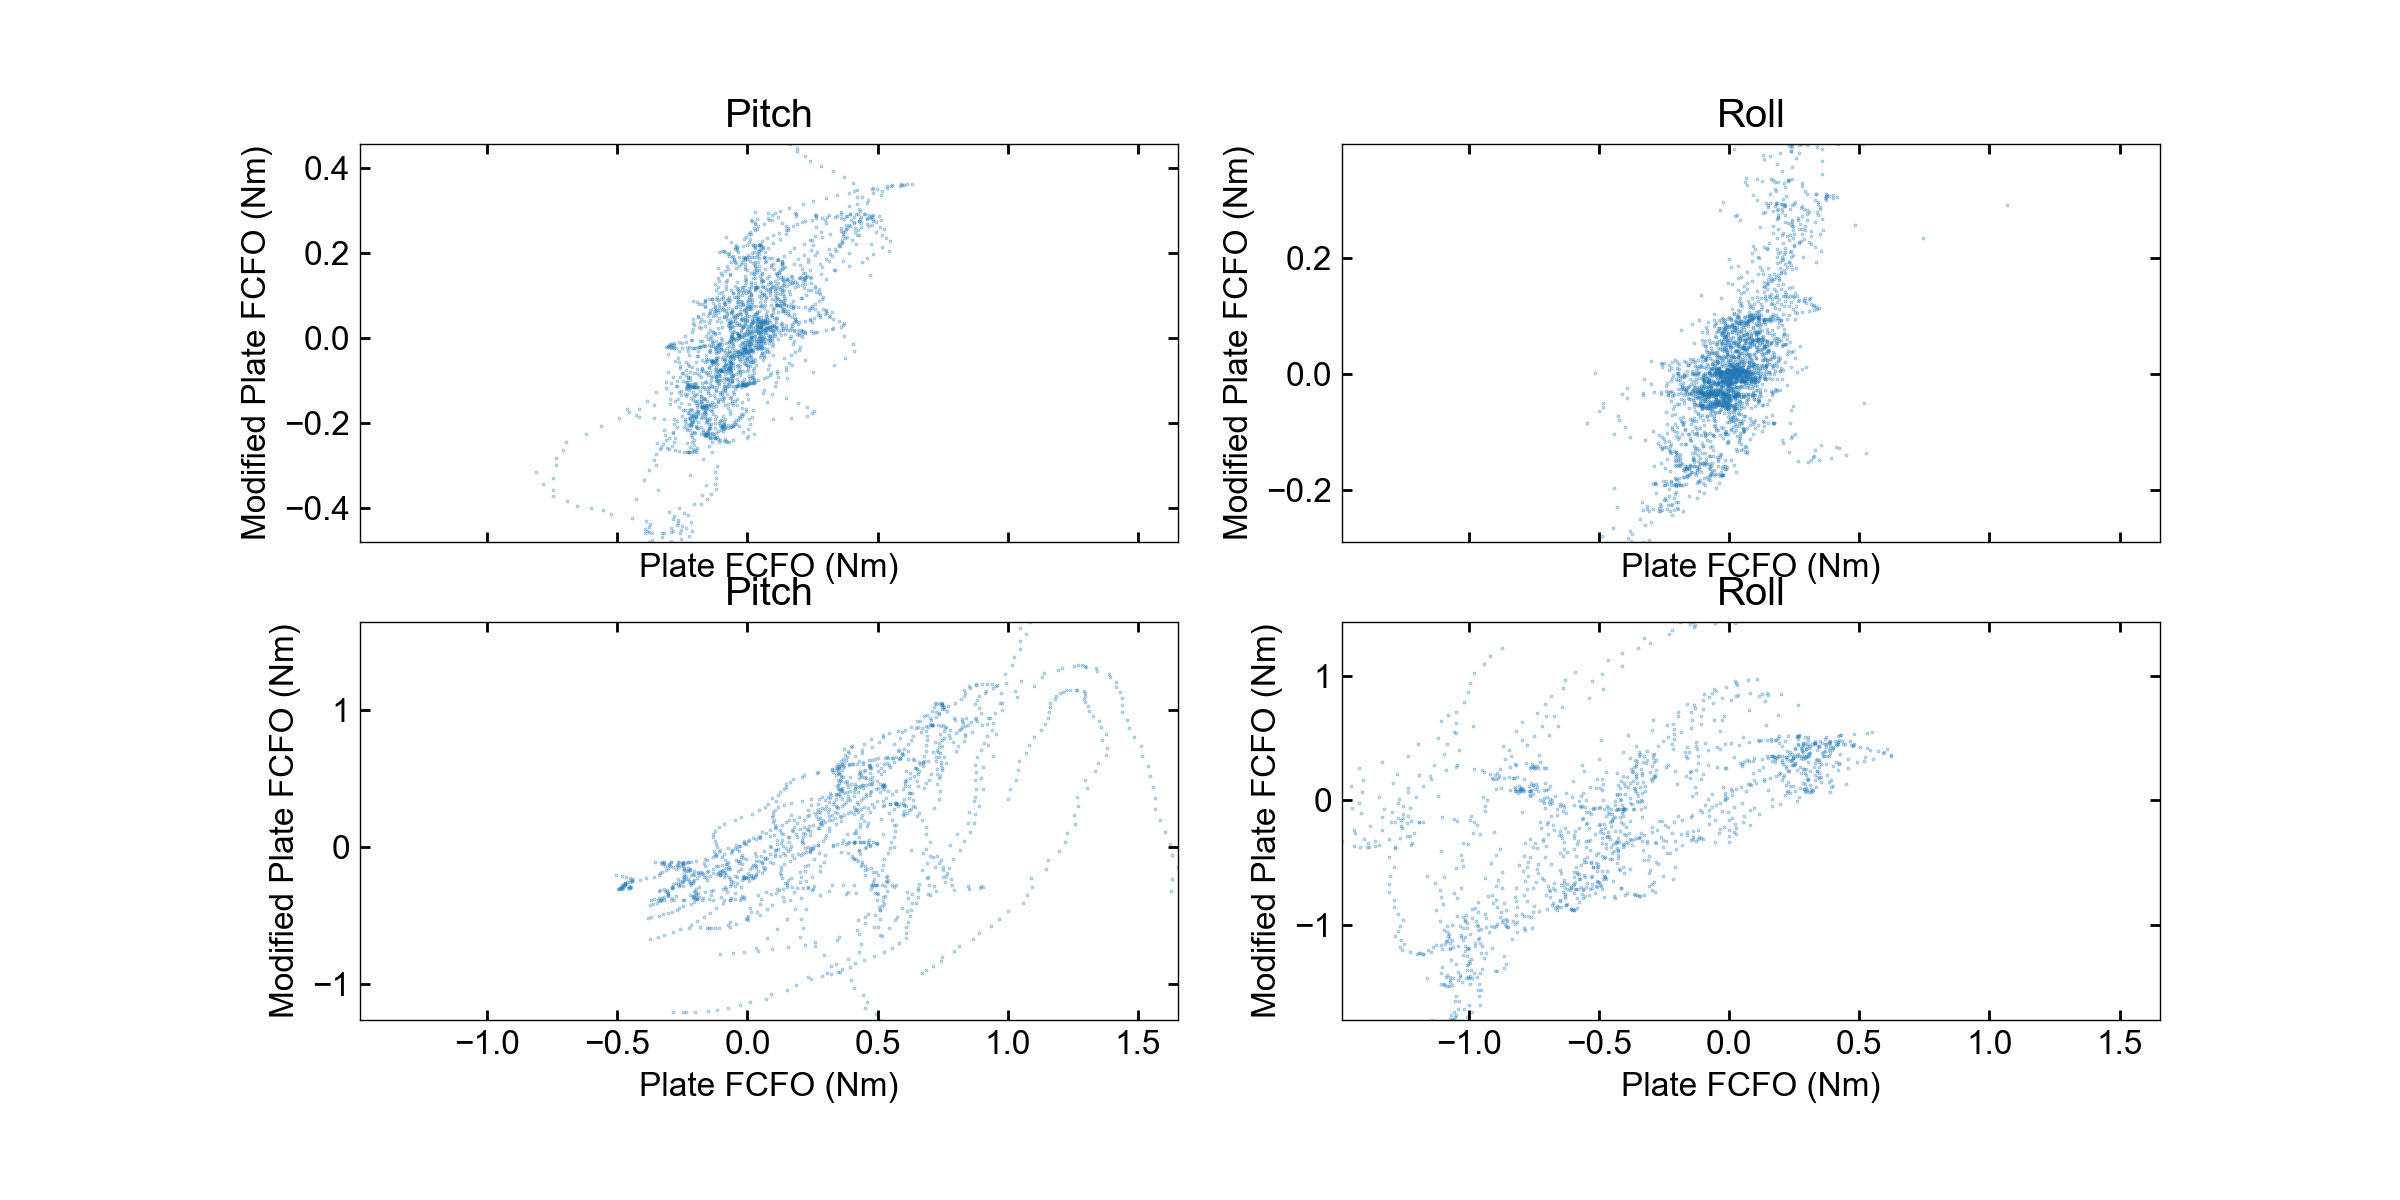 Pitch
Modified Plate FCFO (Nm)
0.4
0.2
0.0
−0.2
−0.4
Plate FCFO (Nm)
Roll
Modified Plate FCFO (Nm)
0.2
0.0
−0.2
Plate FCFO (Nm)
Pitch
Modified Plate FCFO (Nm)
1
0
−1
−1.0 −0.5 0.0 0.5 1.0 1.5
Plate FCFO (Nm)
Roll
Modified Plate FCFO (Nm)
1
0
−1
−1.0 −0.5 0.0 0.5 1.0 1.5
Plate FCFO (Nm)